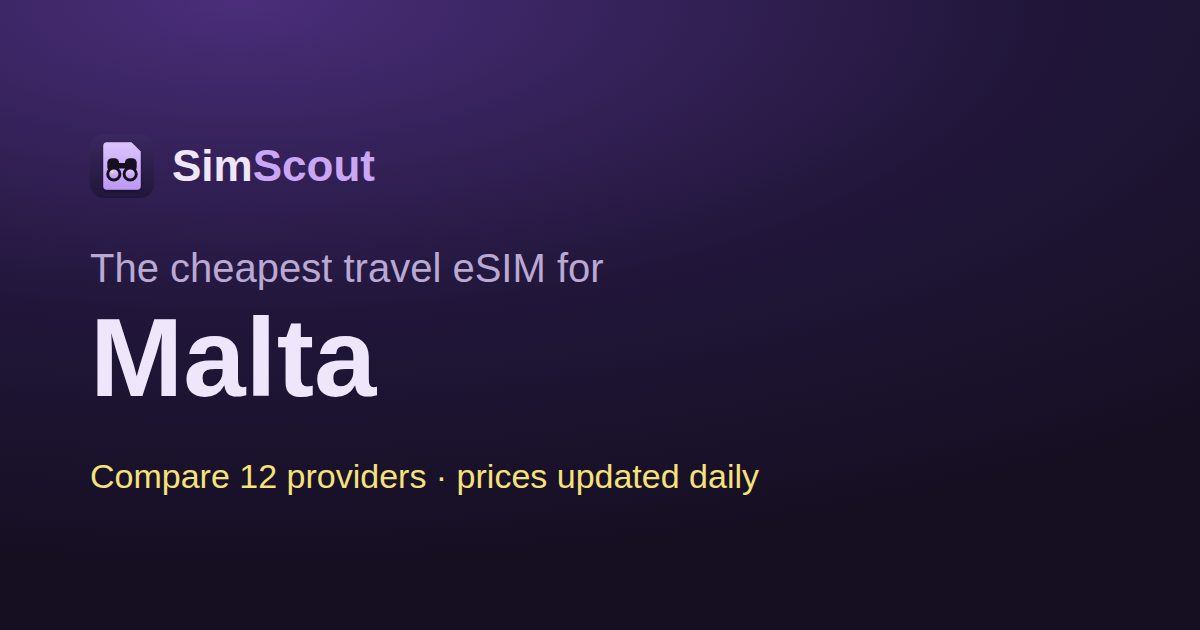 SimScout
The cheapest travel eSIM for
Malta
Compare 12 providers · prices updated daily